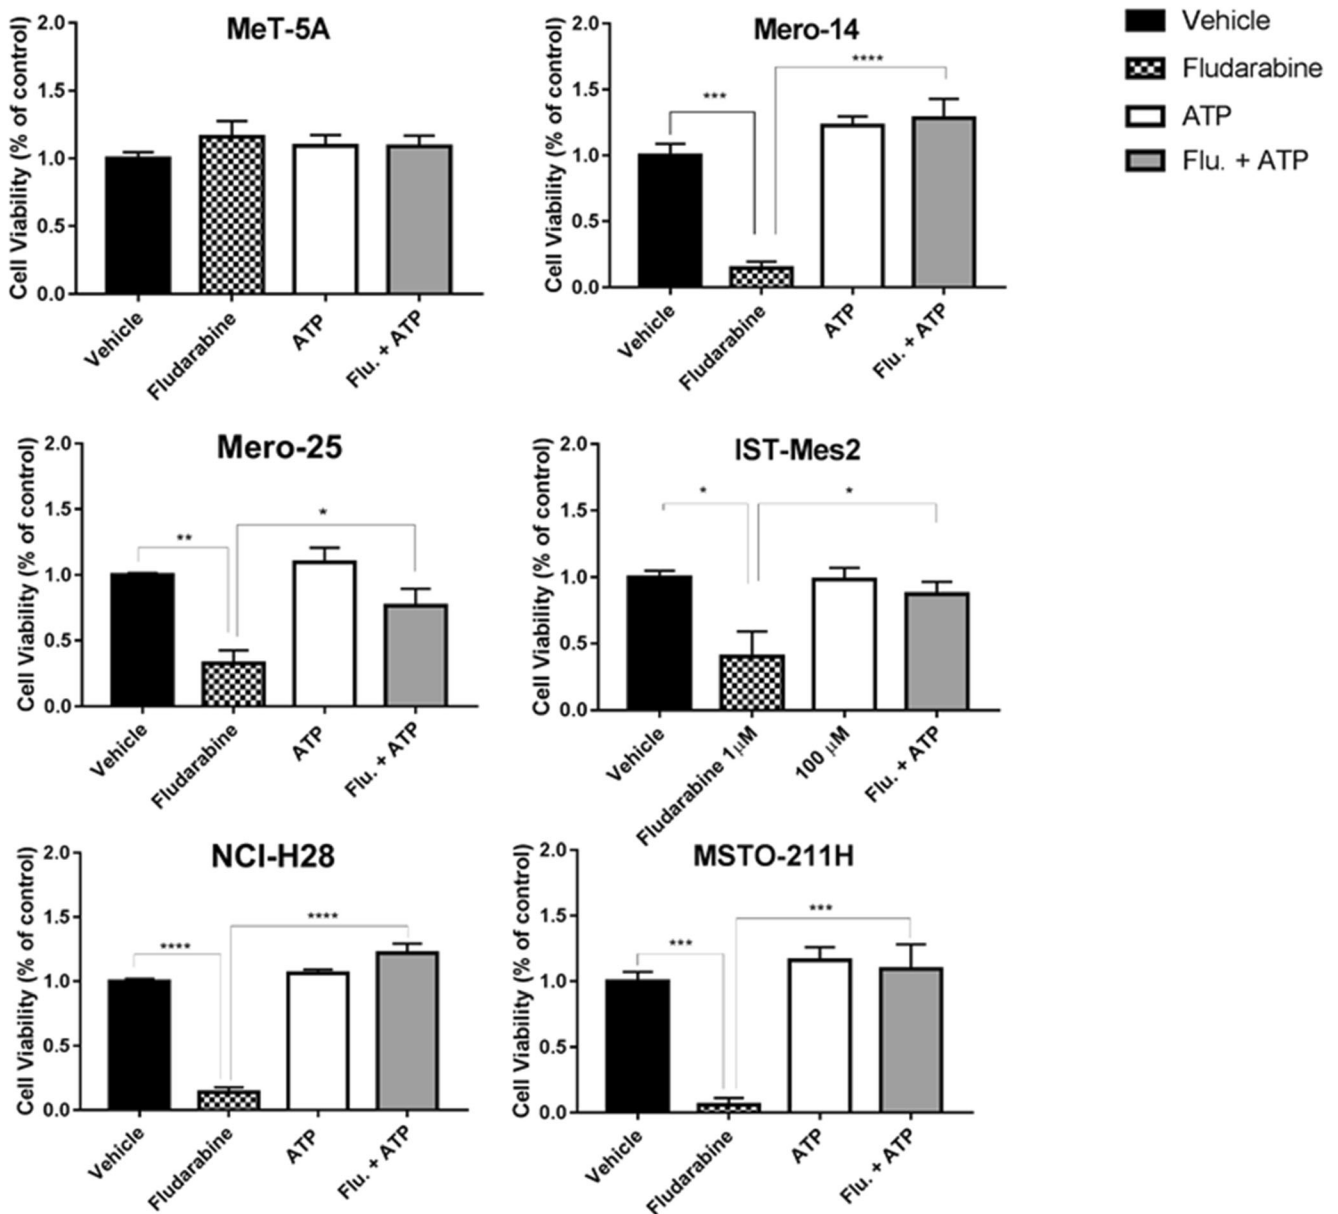 MeT-5A
Cell Viability (% of control)
2.0
1.5
1.0
0.5
0.0
Vehicle
Fludarabine
ATP
Flu. + ATP
Mero-14
Cell Viability (% of control)
2.0
1.5
1.0
0.5
0.0
***
****
Vehicle
Fludarabine
ATP
Flu. + ATP
Vehicle
Fludarabine
ATP
Flu. + ATP
Mero-25
Cell Viability (% of control)
2.0
1.5
1.0
0.5
0.0
**
*
Vehicle
Fludarabine
ATP
Flu. + ATP
IST-Mes2
Cell Viability (% of control)
2.0
1.5
1.0
0.5
0.0
*
*
Vehicle
Fludarabine 1µM
100 µM
Flu. + ATP
NCI-H28
Cell Viability (% of control)
2.0
1.5
1.0
0.5
0.0
****
****
Vehicle
Fludarabine
ATP
Flu. + ATP
MSTO-211H
Cell Viability (% of control)
2.0
1.5
1.0
0.5
0.0
***
***
Vehicle
Fludarabine
ATP
Flu. + ATP